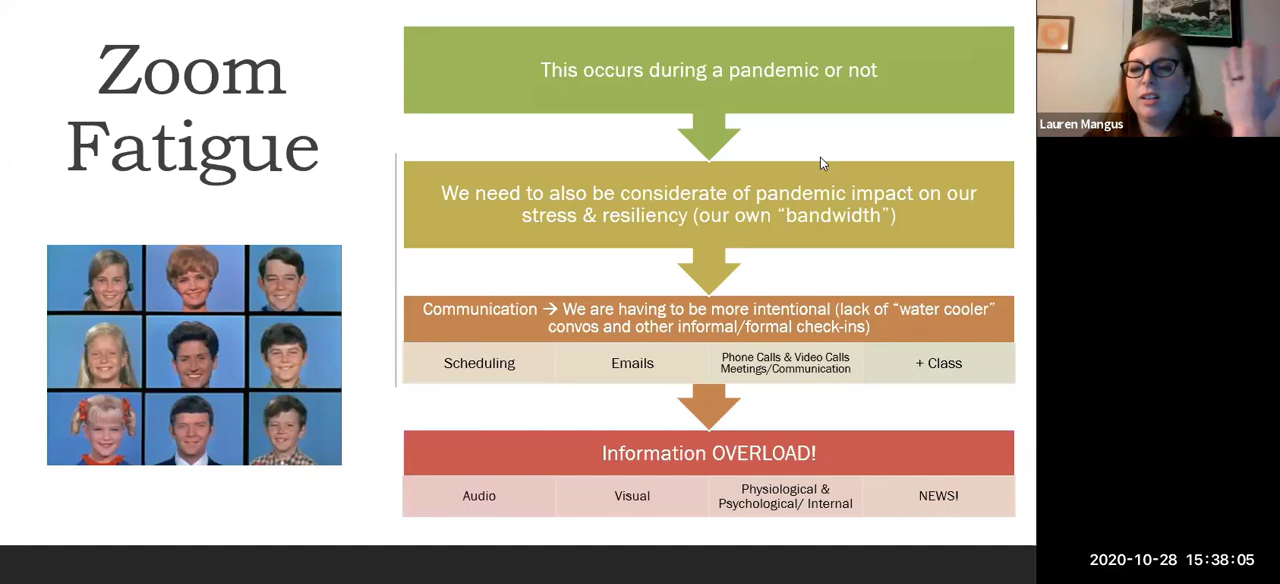 Zoom
Fatigue
This occurs during a pandemic or not
We need to also be considerate of pandemic impact on our
stress & resiliency (our own “bandwidth”)
Communication → We are having to be more intentional (lack of “water cooler”
convos and other informal/formal check-ins)
Scheduling
Emails
Phone Calls & Video Calls
Meetings/Communication
+ Class
Information OVERLOAD!
Audio
Visual
Physiological &
Psychological/ Internal
NEWS!
Lauren Mangus
2020-10-28 15:38:05